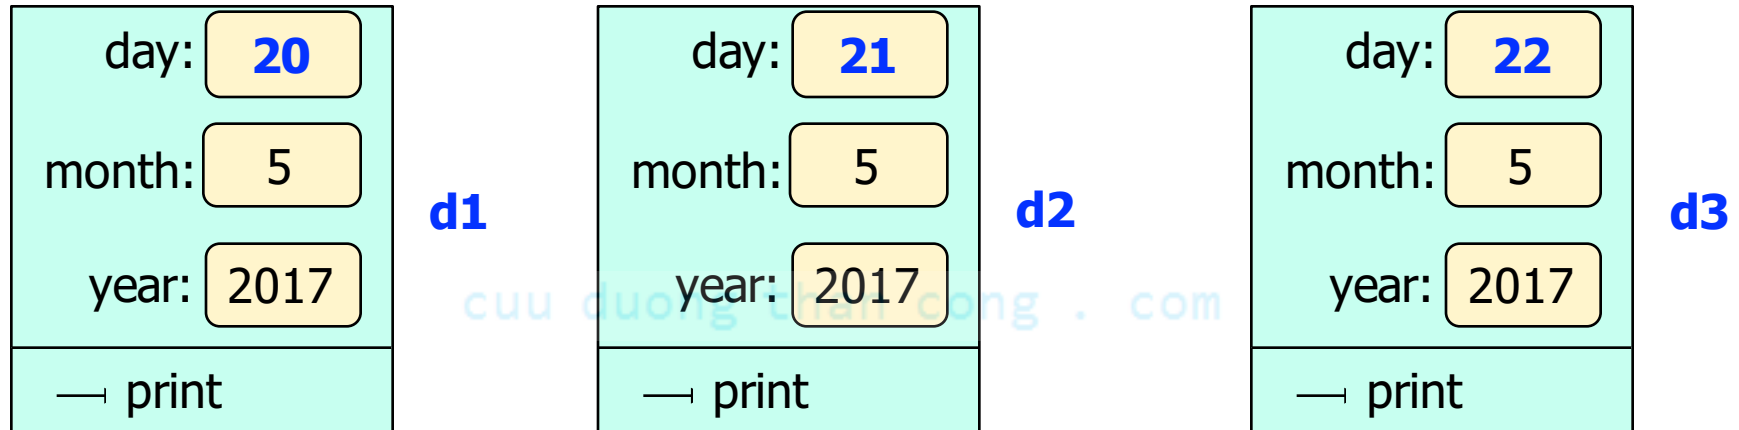 day: 20
month: 5
year: 2017
print
d1
day: 21
month: 5
year: 2017
print
d2
day: 22
month: 5
year: 2017
print
d3
cuu duong than cong . com